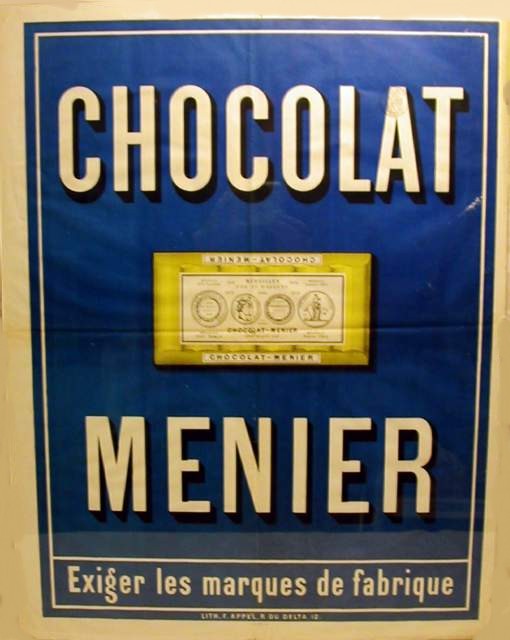 CHOCOLAT
CHOCOLAT-MENIER
CHOCOLAT-MENIER
CHOCOLAT-MENIER
MENIER
Exiger les marques de fabrique
LITH. F. APPEL, R. DU DELTA. 12.